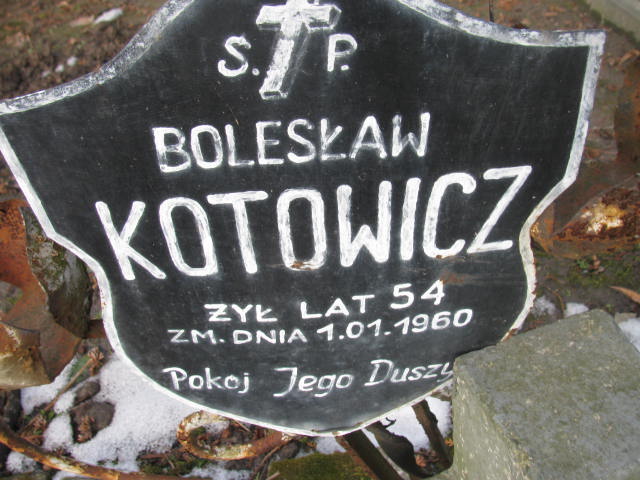 S. P.
BOLESŁAW
KOTOWICZ
ŻYŁ LAT 54
ZM. DNIA 1.01.1960
Pokoj Jego Duszy